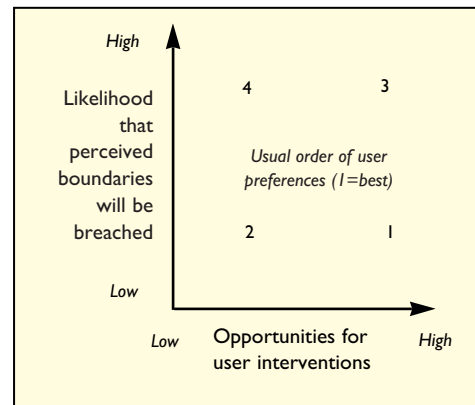 High
Likelihood
that
perceived
boundaries
will be
breached
4 3
Usual order of user
preferences (1=best)
2 1
Low
Low
Opportunities for
user interventions
High